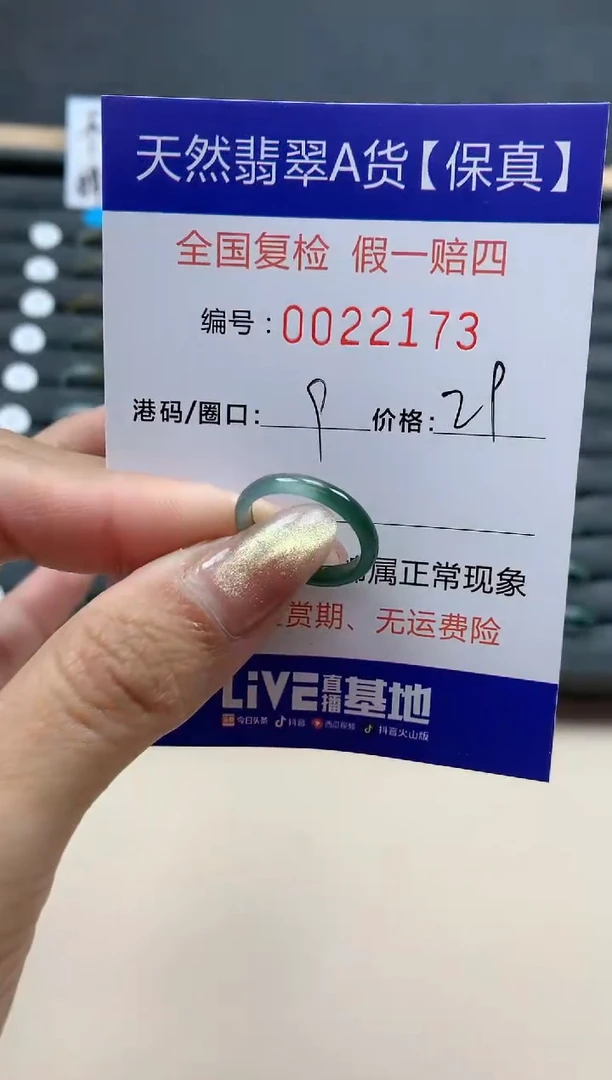 天然翡翠A货【保真】
全国复检 假一赔四
编号：0022173
港码/圈口：9 价格：29
属正常现象
赏期、无运费险
LiVE直播基地
今日头条 抖音 西瓜视频 抖音火山版